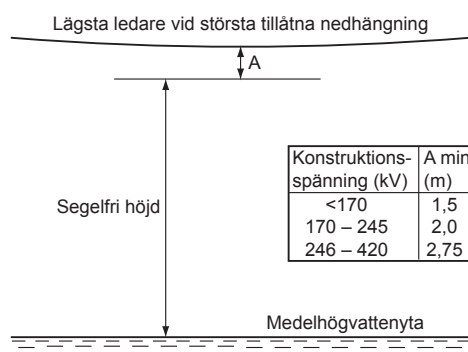 Lägsta ledare vid största tillåtna nedhängning
A
Konstruktions- A min
spänning (kV) (m)
<170 1,5
170 – 245 2,0
246 – 420 2,75
Segelfri höjd
Medelhögvattenyta